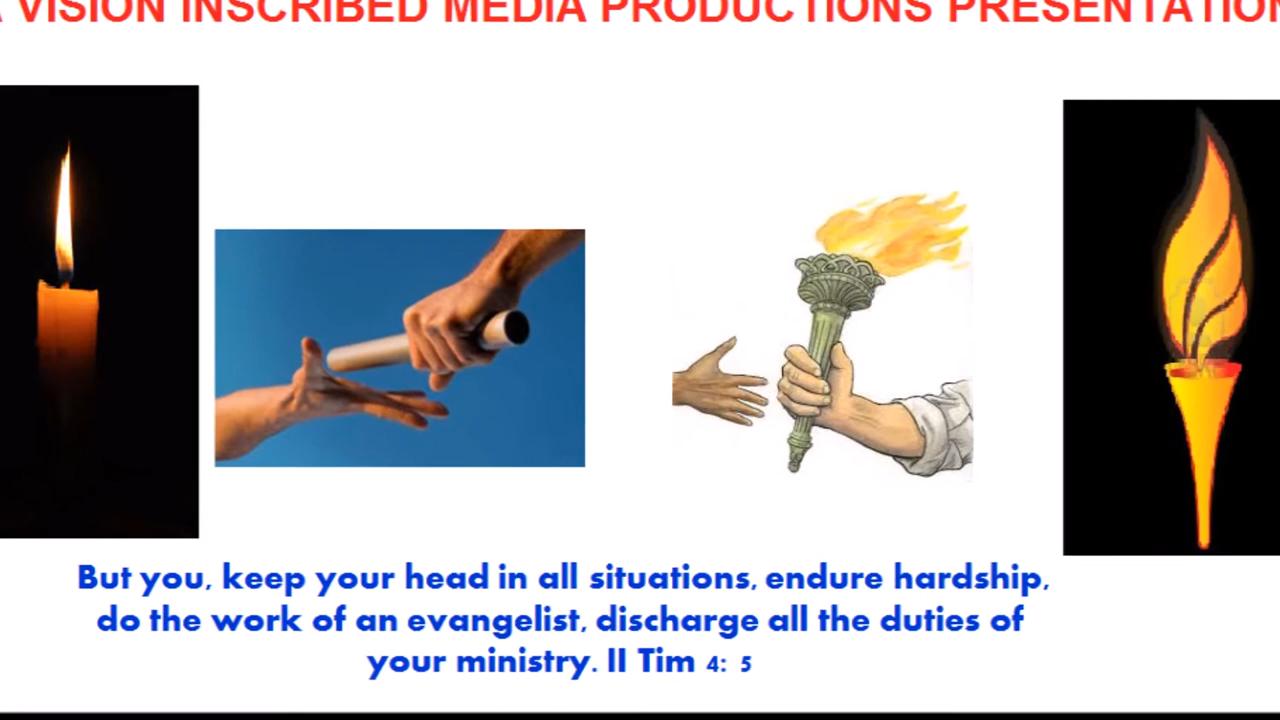 A VISION INSCRIBED MEDIA PRODUCTIONS PRESENTATION
But you, keep your head in all situations, endure hardship,
do the work of an evangelist, discharge all the duties of
your ministry. II Tim 4: 5